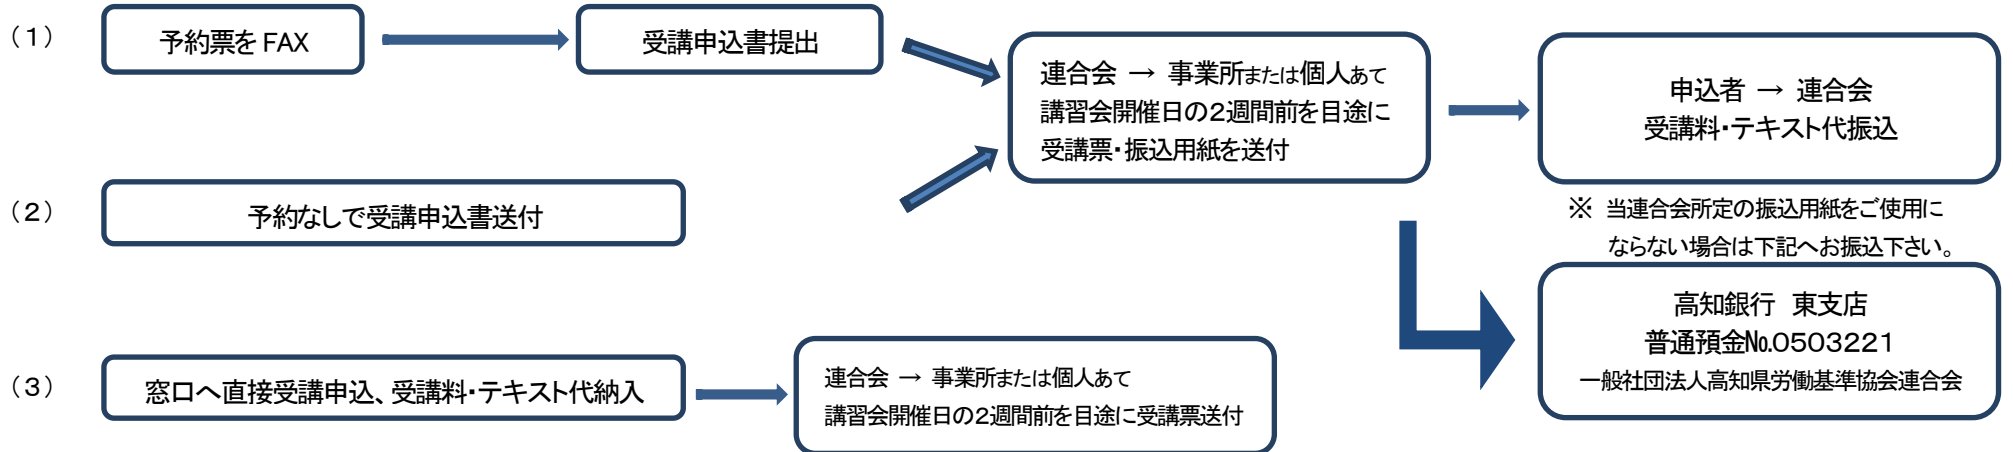 （１）
予約票を FAX
受講申込書提出
連合会 → 事業所または個人あて
講習会開催日の２週間前を目途に
受講票・振込用紙を送付
申込者 → 連合会
受講料・テキスト代振込
（２）
予約なしで受講申込書送付
※ 当連合会所定の振込用紙をご使用に
ならない場合は下記へお振込下さい。
高知銀行　東支店
普通預金№０５０３２２１
一般社団法人高知県労働基準協会連合会
（３）
窓口へ直接受講申込、受講料・テキスト代納入
連合会 → 事業所または個人あて
講習会開催日の２週間前を目途に受講票送付